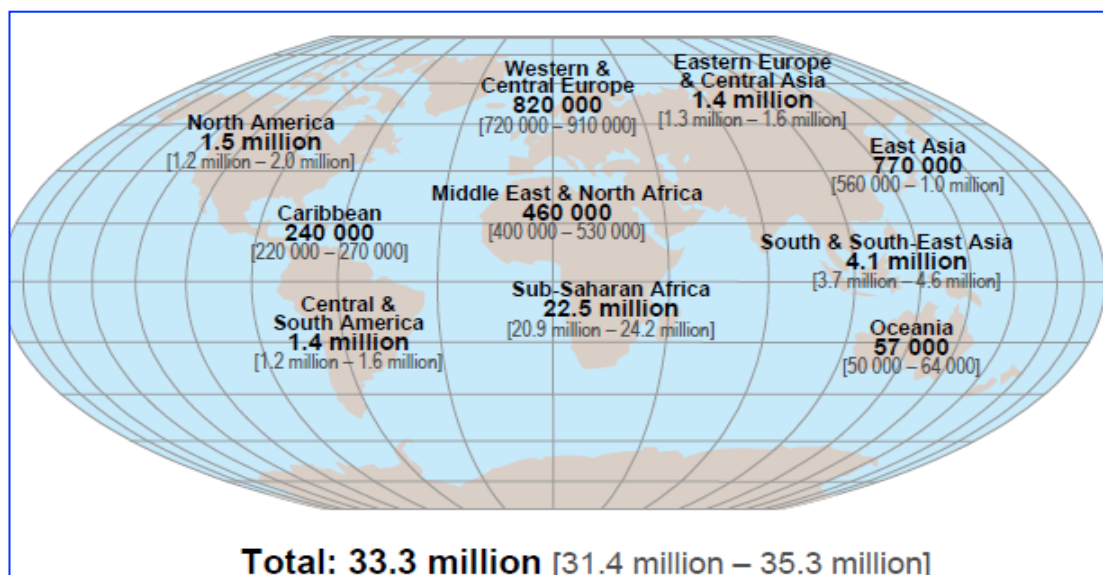 Western &
Central Europe
820 000
[720 000 – 910 000]
Eastern Europe
& Central Asia
1.4 million
[1.3 million – 1.6 million]
North America
1.5 million
[1.2 million – 2.0 million]
East Asia
770 000
[560 000 – 1.0 million]
Middle East & North Africa
460 000
[400 000 – 530 000]
Caribbean
240 000
[220 000 – 270 000]
South & South-East Asia
4.1 million
[3.7 million – 4.6 million]
Sub-Saharan Africa
22.5 million
[20.9 million – 24.2 million]
Central &
South America
1.4 million
[1.2 million – 1.6 million]
Oceania
57 000
[50 000 – 64 000]
Total: 33.3 million [31.4 million – 35.3 million]